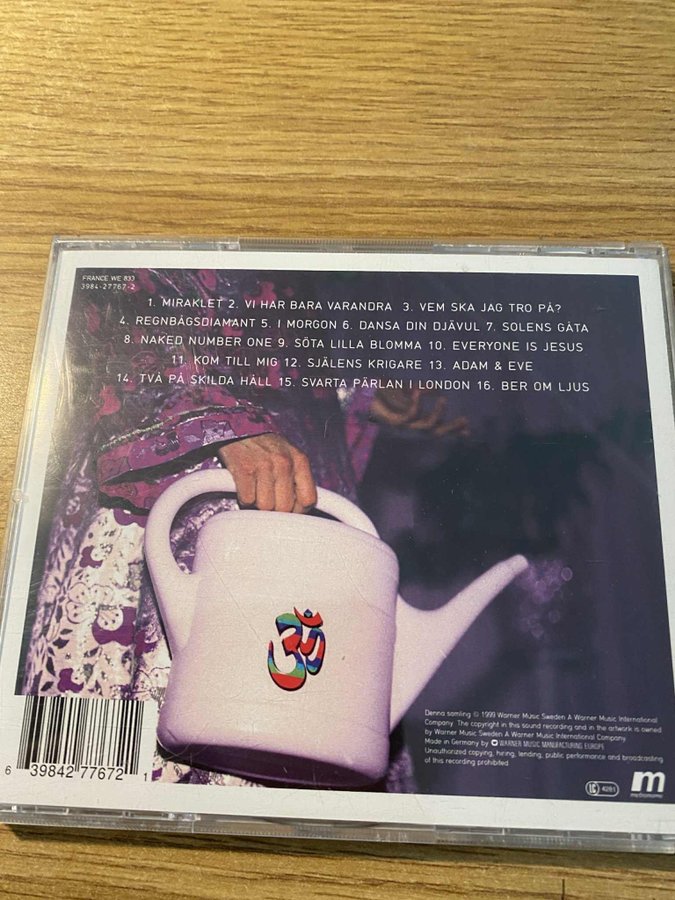 FRANCE WE 833
3984-27767-2
1. MIRAKLET 2. VI HAR BARA VARANDRA 3. VEM SKA JAG TRO PÅ?
4. REGNBÅGSDIAMANT 5. I MORGON 6. DANSA DIN DJÄVUL 7. SOLENS GÅTA
8. NAKED NUMBER ONE 9. SÖTA LILLA BLOMMA 10. EVERYONE IS JESUS
11. KOM TILL MIG 12. SJÄLENS KRIGARE 13. ADAM & EVE
14. TVÅ PÅ SKILDA HÅLL 15. SVARTA PÄRLAN I LONDON 16. BER OM LJUS
ॐ
Denna samling © 1999 Warner Music Sweden A Warner Music International
Company. The copyright in this sound recording and in the artwork is owned
by Warner Music Sweden A Warner Music International Company.
Made in Germany by WARNER MUSIC MANUFACTURING EUROPE
Unauthorized copying, hiring, lending, public performance and broadcasting
of this recording prohibited.
6 39842 77672 1
LC 4281
m
metronome